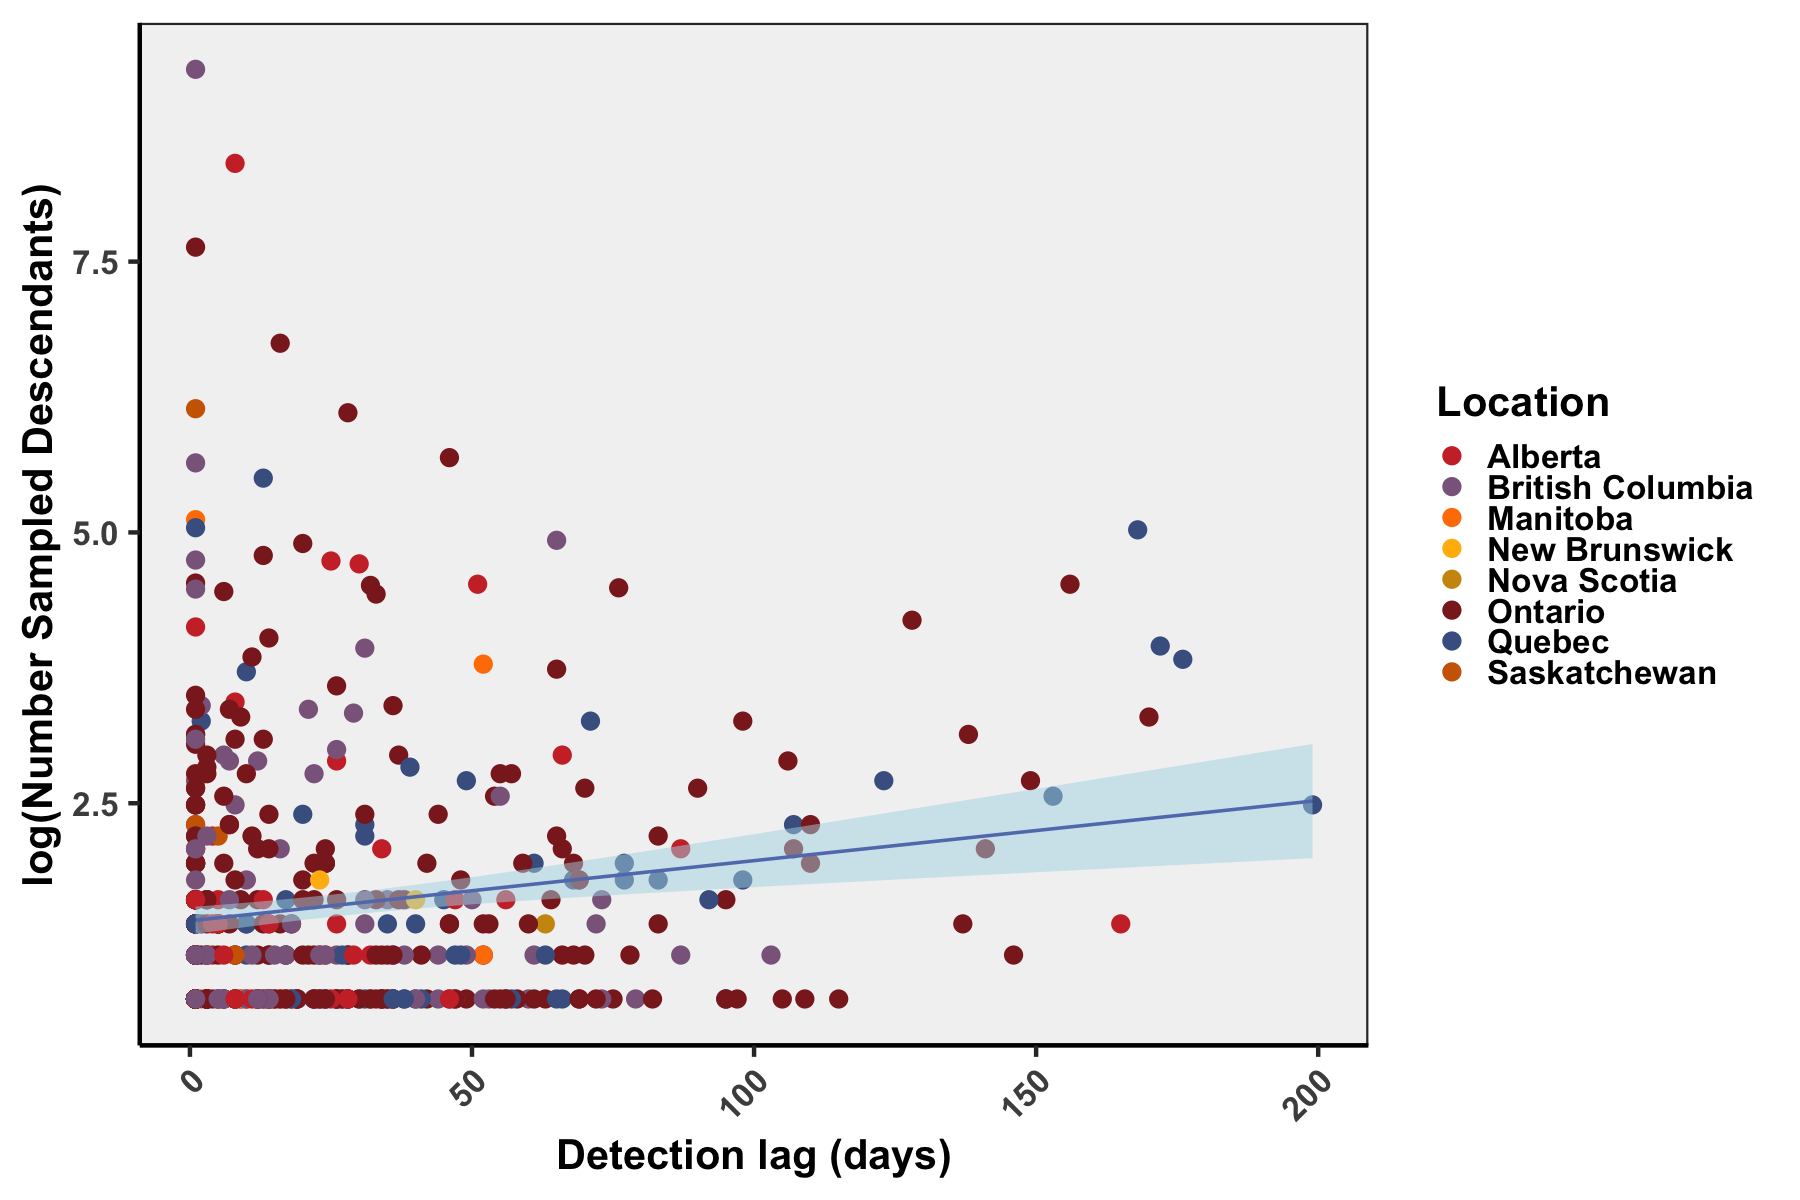 log(Number Sampled Descendants)
7.5
5.0
2.5
0
50
100
150
200
Detection lag (days)
Location
Alberta
British Columbia
Manitoba
New Brunswick
Nova Scotia
Ontario
Quebec
Saskatchewan